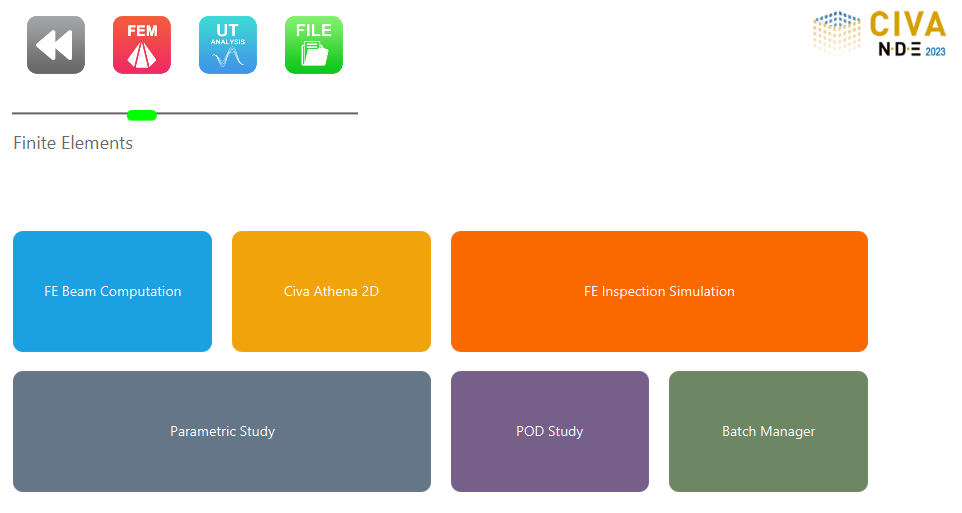 FEM
UT
ANALYSIS
FILE
CIVA
N·D·E 2023
Finite Elements
FE Beam Computation
Civa Athena 2D
FE Inspection Simulation
Parametric Study
POD Study
Batch Manager